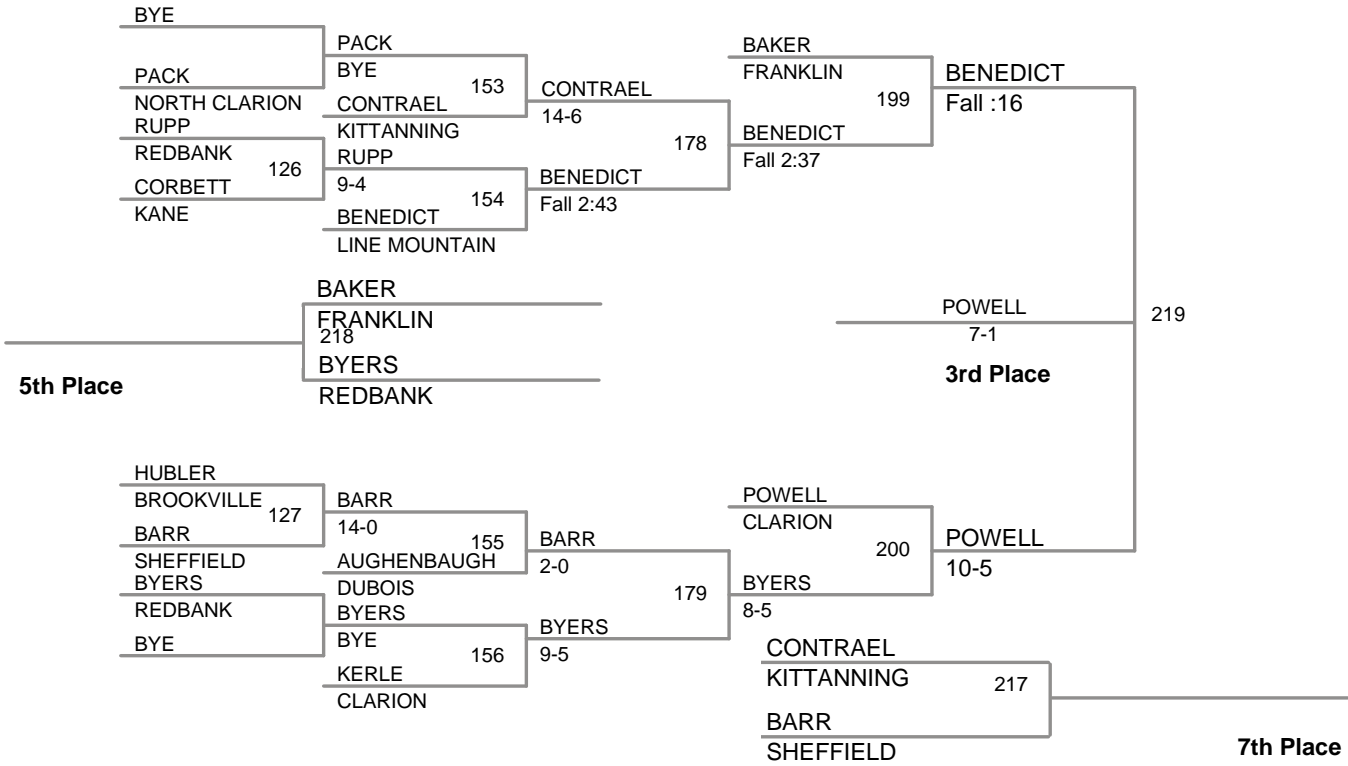 BYE
PACK
BYE
PACK
NORTH CLARION
153
CONTRAEL
KITTANNING
RUPP
REDBANK
126
CORBETT
KANE
RUPP
9-4
154
BENEDICT
LINE MOUNTAIN
CONTRAEL
14-6
178
BENEDICT
Fall 2:43
BAKER
FRANKLIN
199
BENEDICT
Fall 2:37
BENEDICT
Fall :16
219
POWELL
7-1
3rd Place
BAKER
FRANKLIN
218
BYERS
REDBANK
5th Place
HUBLER
BROOKVILLE
127
BARR
SHEFFIELD
BARR
14-0
155
AUGHENBAUGH
DUBOIS
BYERS
REDBANK
BYE
BYERS
BYE
156
KERLE
CLARION
BARR
2-0
179
BYERS
9-5
POWELL
CLARION
200
BYERS
8-5
POWELL
10-5
CONTRAEL
KITTANNING
217
BARR
SHEFFIELD
7th Place